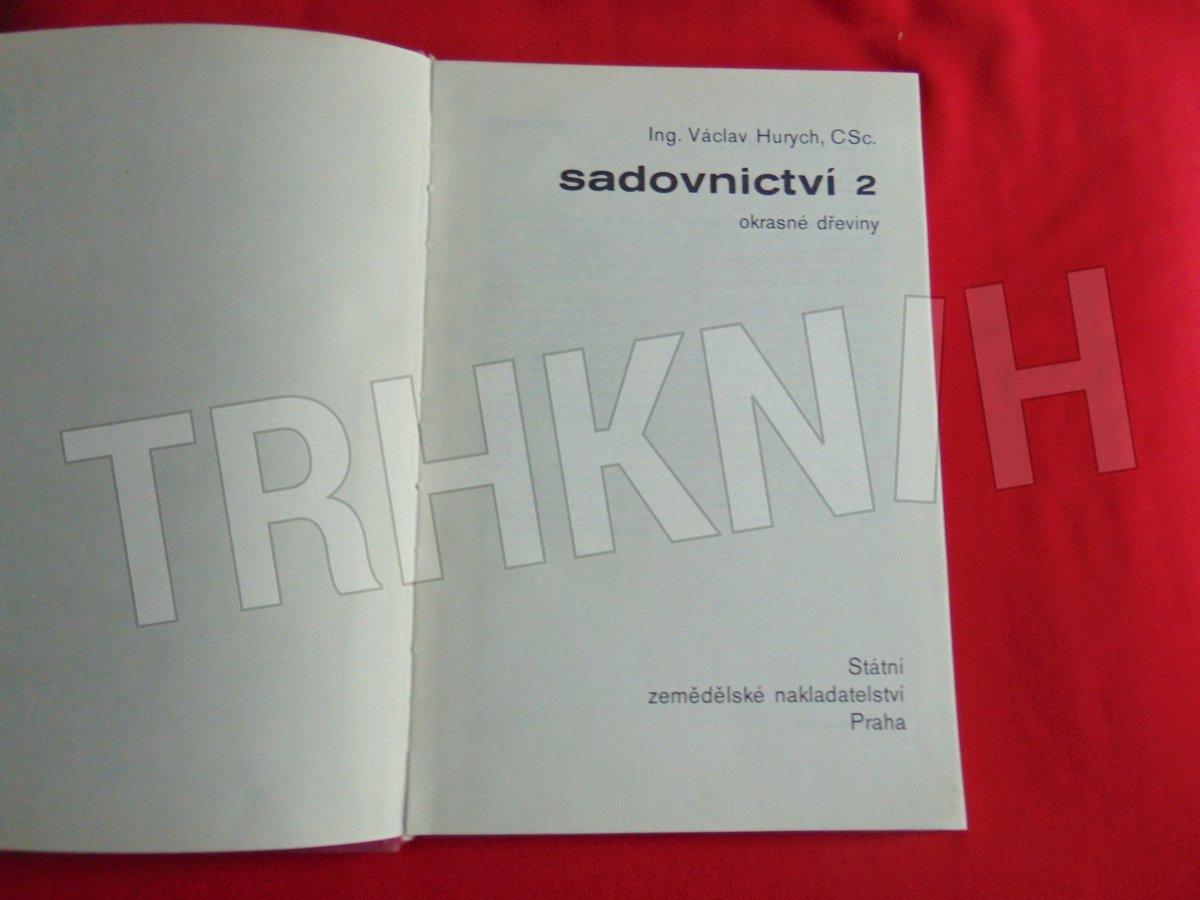 Ing. Václav Hurych, CSc.
sadovnictví 2
okrasné dřeviny
TRHKNIH
Státní
zemědělské nakladatelství
Praha